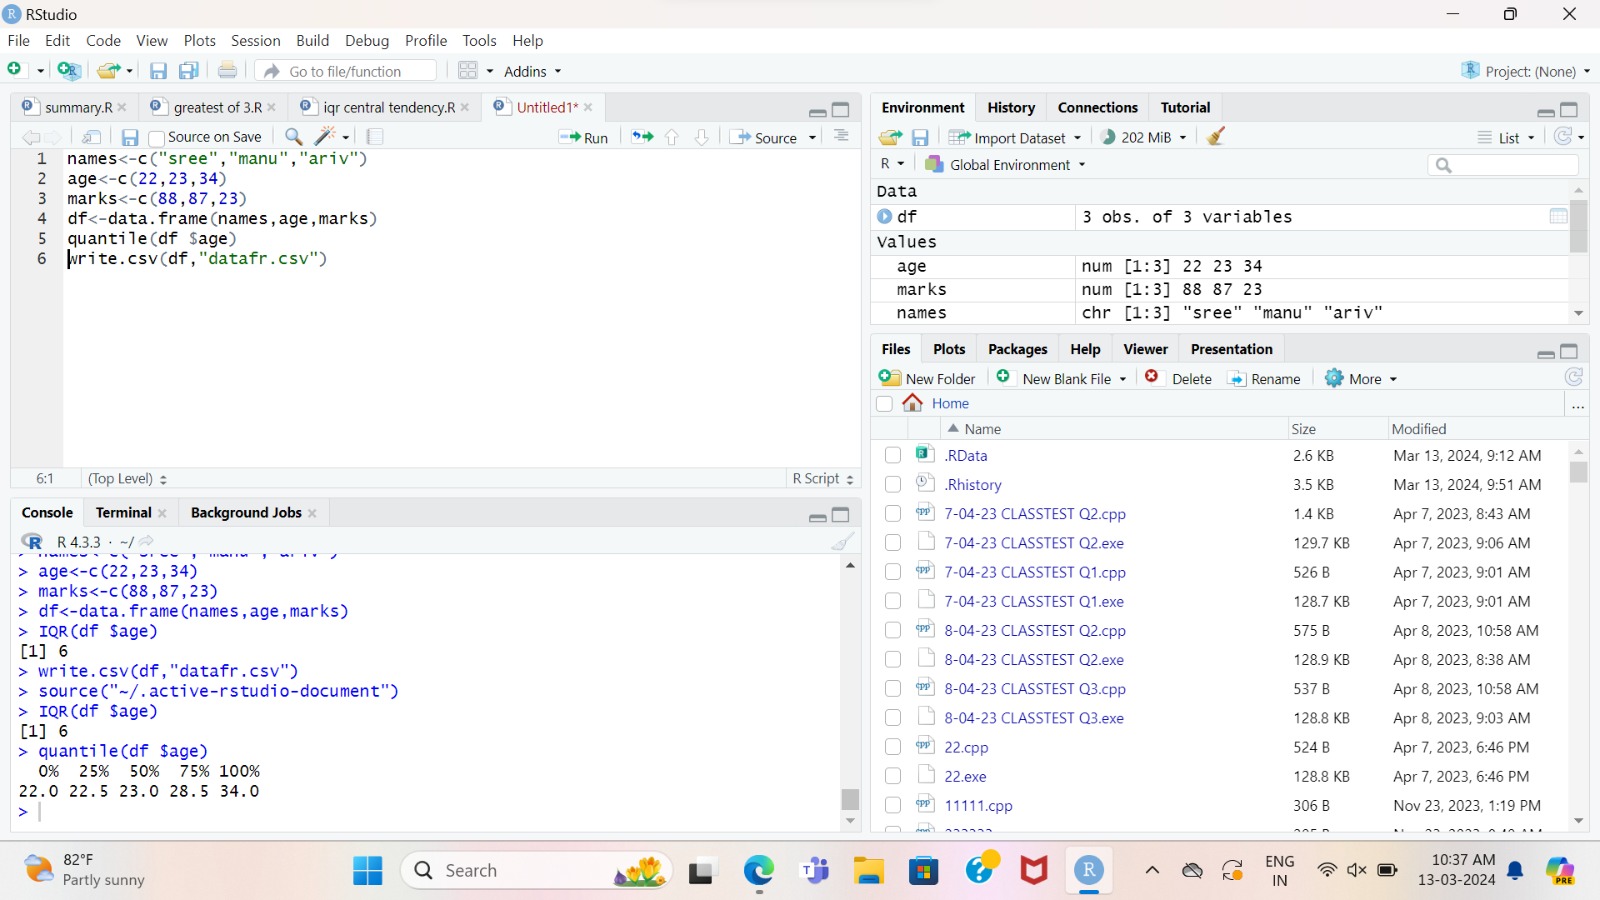 RStudio
File Edit Code View Plots Session Build Debug Profile Tools Help
Go to file/function Addins Project: (None)
summary.R greatest of 3.R iqr central tendency.R Untitled1*
Source on Save Run Source
1 names<-c("sree","manu","ariv")
2 age<-c(22,23,34)
3 marks<-c(88,87,23)
4 df<-data.frame(names,age,marks)
5 quantile(df $age)
6 write.csv(df,"datafr.csv")
6:1 (Top Level) R Script
Console Terminal Background Jobs
R 4.3.3 · ~/
> age<-c(22,23,34)
> marks<-c(88,87,23)
> df<-data.frame(names,age,marks)
> IQR(df $age)
[1] 6
> write.csv(df,"datafr.csv")
> source("~/.active-rstudio-document")
> IQR(df $age)
[1] 6
> quantile(df $age)
0% 25% 50% 75% 100%
22.0 22.5 23.0 28.5 34.0
>
Environment History Connections Tutorial
Import Dataset 202 MiB List
R Global Environment
Data
df 3 obs. of 3 variables
Values
age num [1:3] 22 23 34
marks num [1:3] 88 87 23
names chr [1:3] "sree" "manu" "ariv"
Files Plots Packages Help Viewer Presentation
New Folder New Blank File Delete Rename More
Home ...
Name Size Modified
.RData 2.6 KB Mar 13, 2024, 9:12 AM
.Rhistory 3.5 KB Mar 13, 2024, 9:51 AM
7-04-23 CLASSTEST Q2.cpp 1.4 KB Apr 7, 2023, 8:43 AM
7-04-23 CLASSTEST Q2.exe 129.7 KB Apr 7, 2023, 9:06 AM
7-04-23 CLASSTEST Q1.cpp 526 B Apr 7, 2023, 9:01 AM
7-04-23 CLASSTEST Q1.exe 128.7 KB Apr 7, 2023, 9:01 AM
8-04-23 CLASSTEST Q2.cpp 575 B Apr 8, 2023, 10:58 AM
8-04-23 CLASSTEST Q2.exe 128.9 KB Apr 8, 2023, 8:38 AM
8-04-23 CLASSTEST Q3.cpp 537 B Apr 8, 2023, 10:58 AM
8-04-23 CLASSTEST Q3.exe 128.8 KB Apr 8, 2023, 9:03 AM
22.cpp 524 B Apr 7, 2023, 6:46 PM
22.exe 128.8 KB Apr 7, 2023, 6:46 PM
11111.cpp 306 B Nov 23, 2023, 1:19 PM
82°F
Partly sunny
Search
ENG
IN
10:37 AM
13-03-2024
PRE